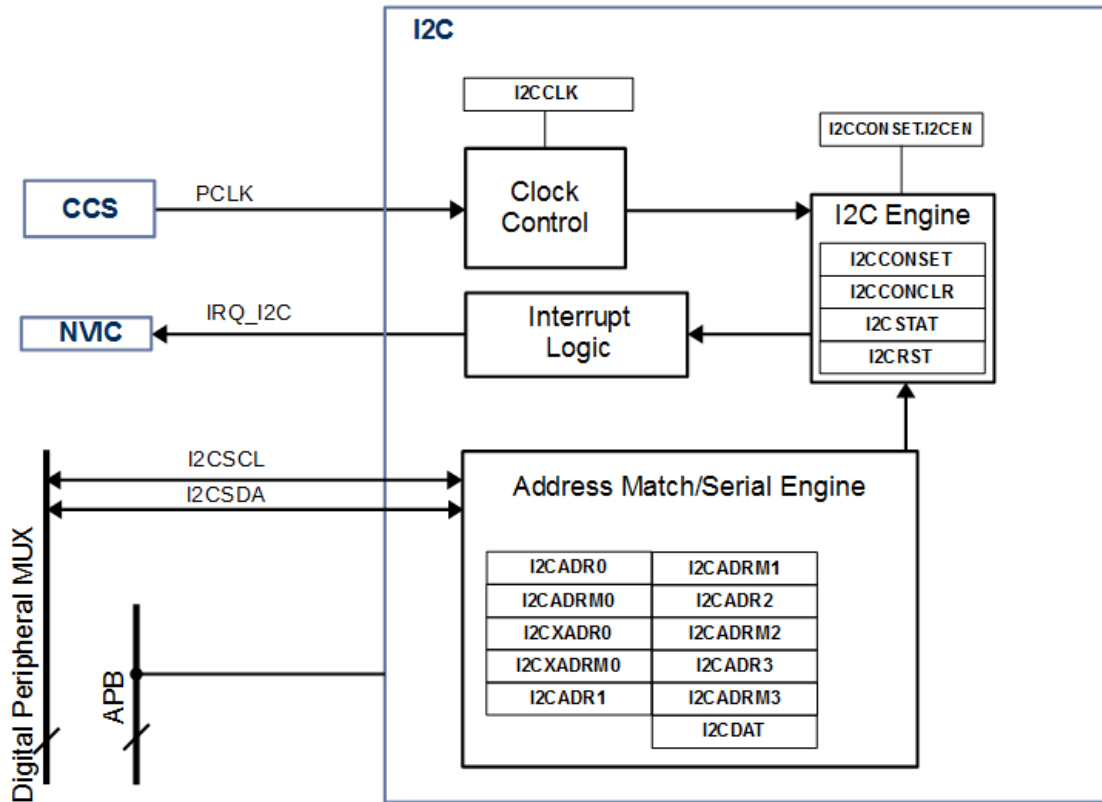 I2C
I2CCLK
I2CCONSET.I2CEN
CCS
PCLK
Clock
Control
I2C Engine
I2CCONSET
I2CCONCLR
I2CSTAT
I2CRST
NVIC
IRQ_I2C
Interrupt
Logic
I2CSCL
I2CSDA
Address Match/Serial Engine
I2CADR0
I2CADRM1
I2CADRM0
I2CADR2
I2CXADR0
I2CADRM2
I2CXADRM0
I2CADR3
I2CADR1
I2CADRM3
I2CDAT
Digital Peripheral MUX
APB